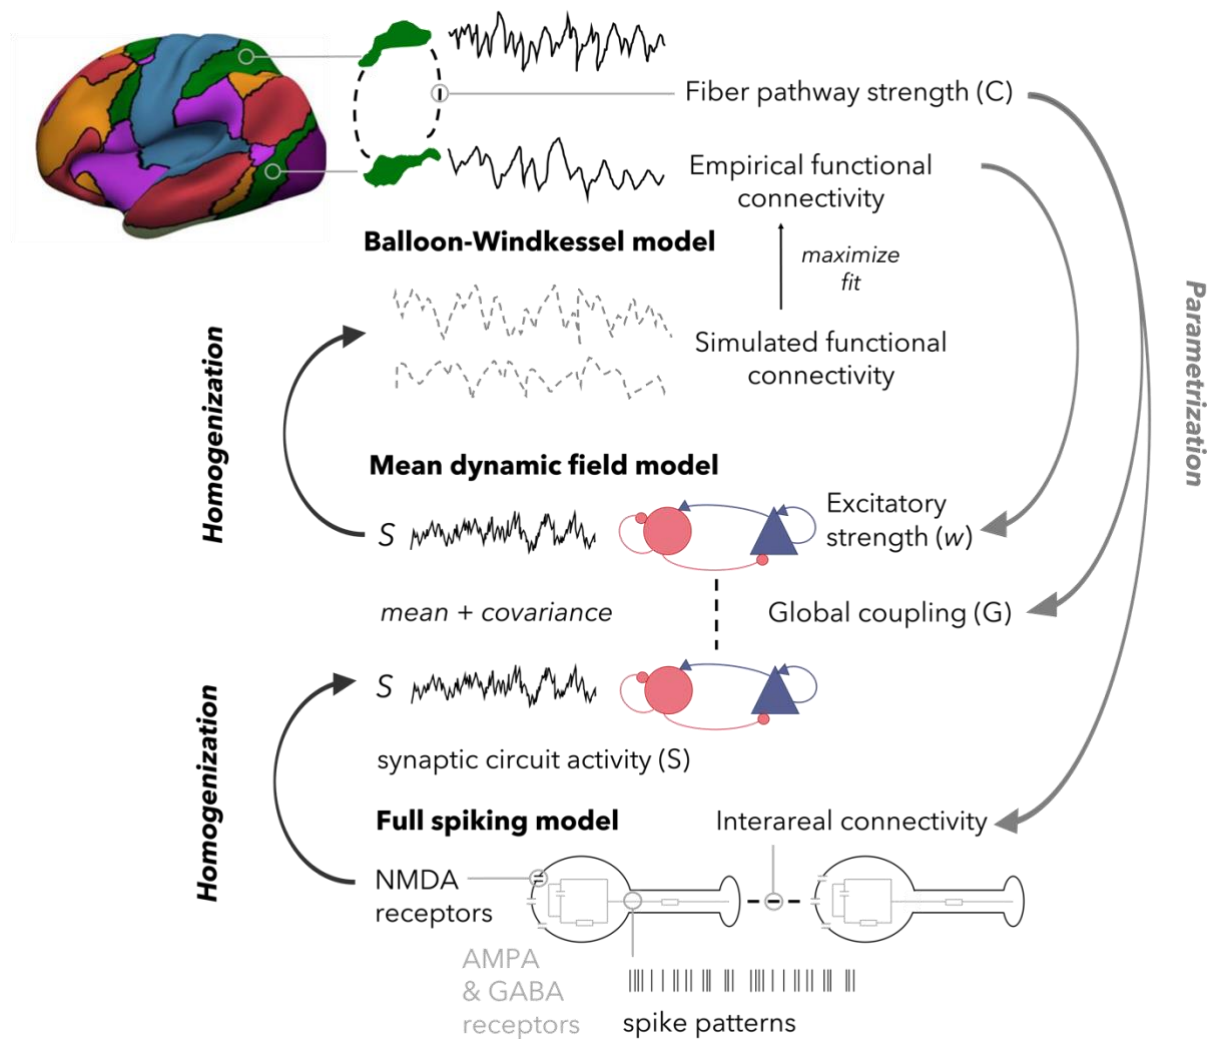 Fiber pathway strength (C)
Empirical functional
connectivity
Balloon-Windkessel model
maximize
fit
Simulated functional
connectivity
Homogenization
Parametrization
Mean dynamic field model
S
Excitatory
strength (w)
mean + covariance
Global coupling (G)
S
synaptic circuit activity (S)
Homogenization
Full spiking model
Interareal connectivity
NMDA
receptors
AMPA
& GABA
receptors
spike patterns